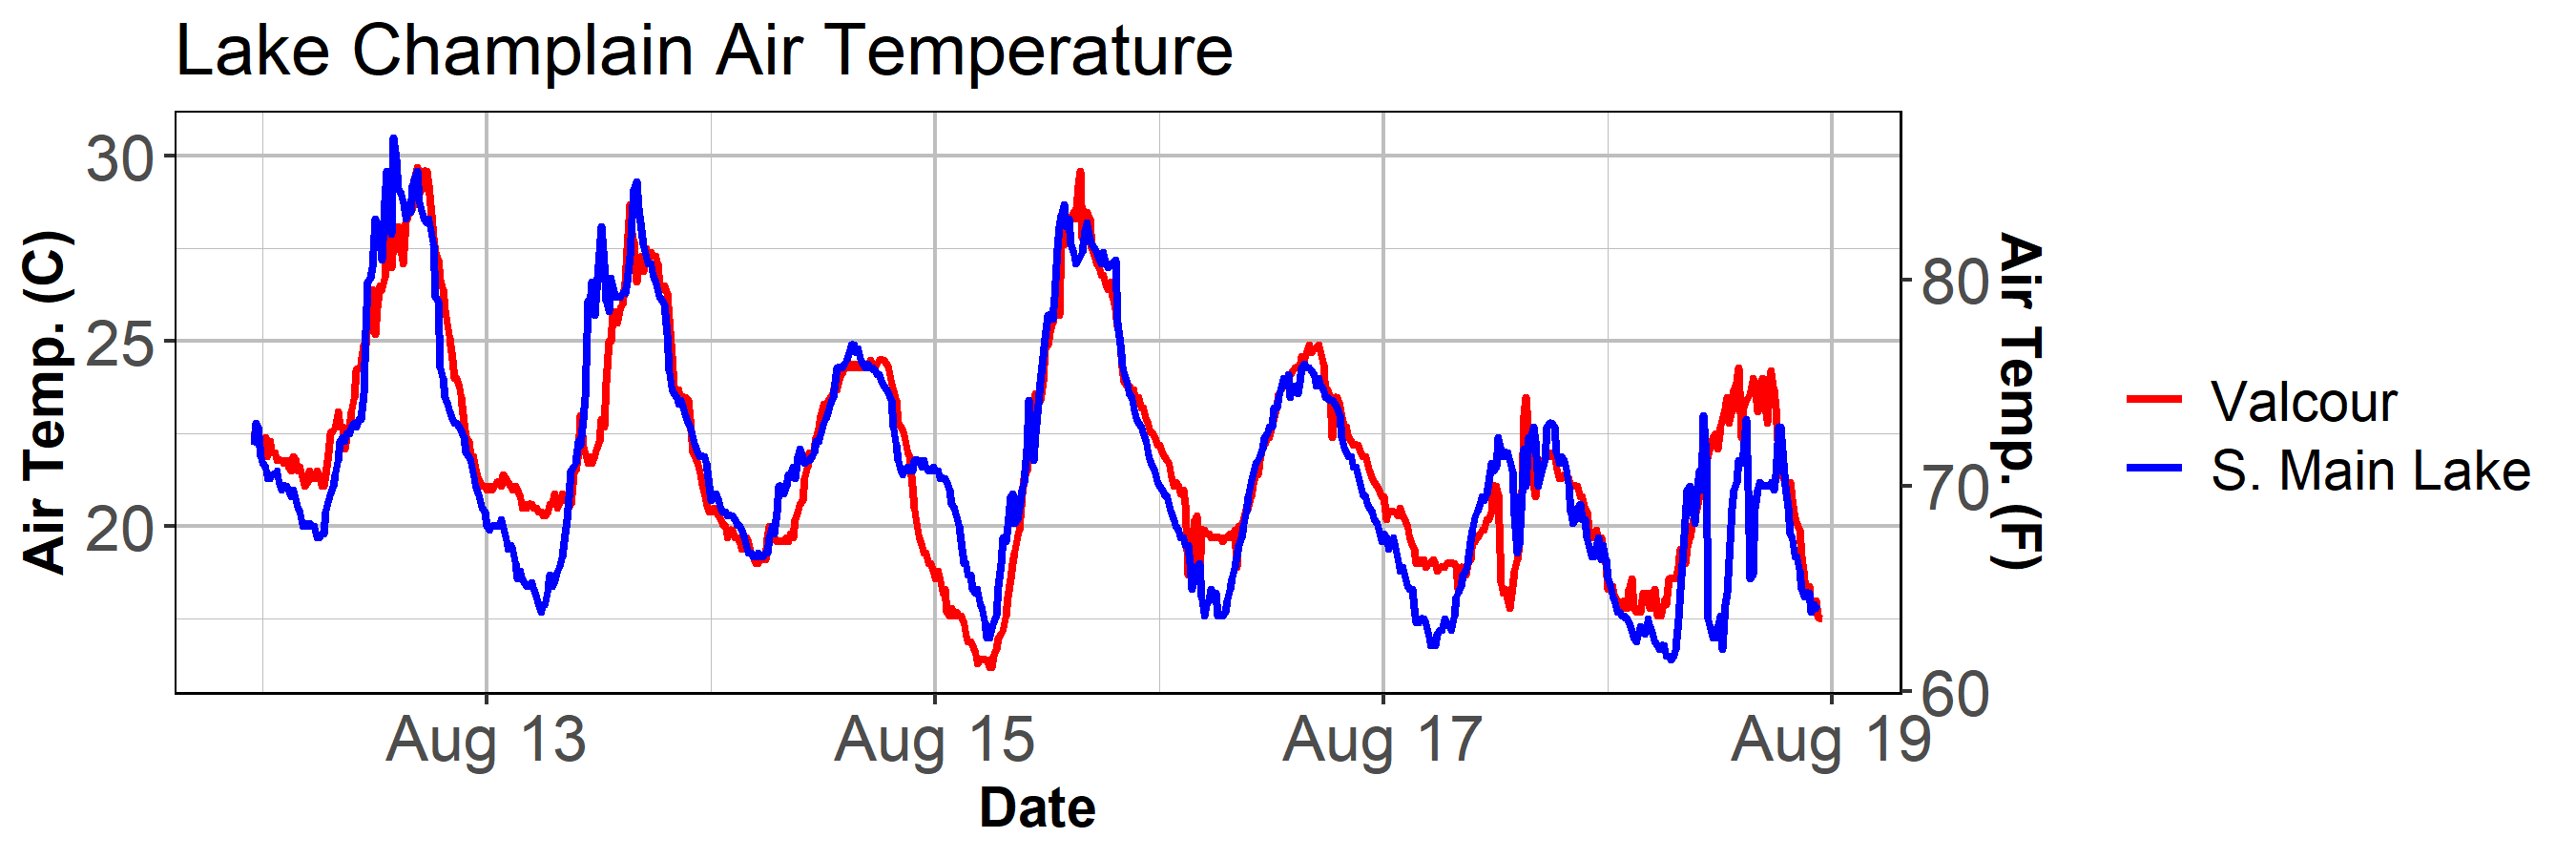 Lake Champlain Air Temperature
30
25
20
Air Temp. (C)
80
70
60
Air Temp. (F)
Valcour
S. Main Lake
Aug 13
Aug 15
Aug 17
Aug 19
Date